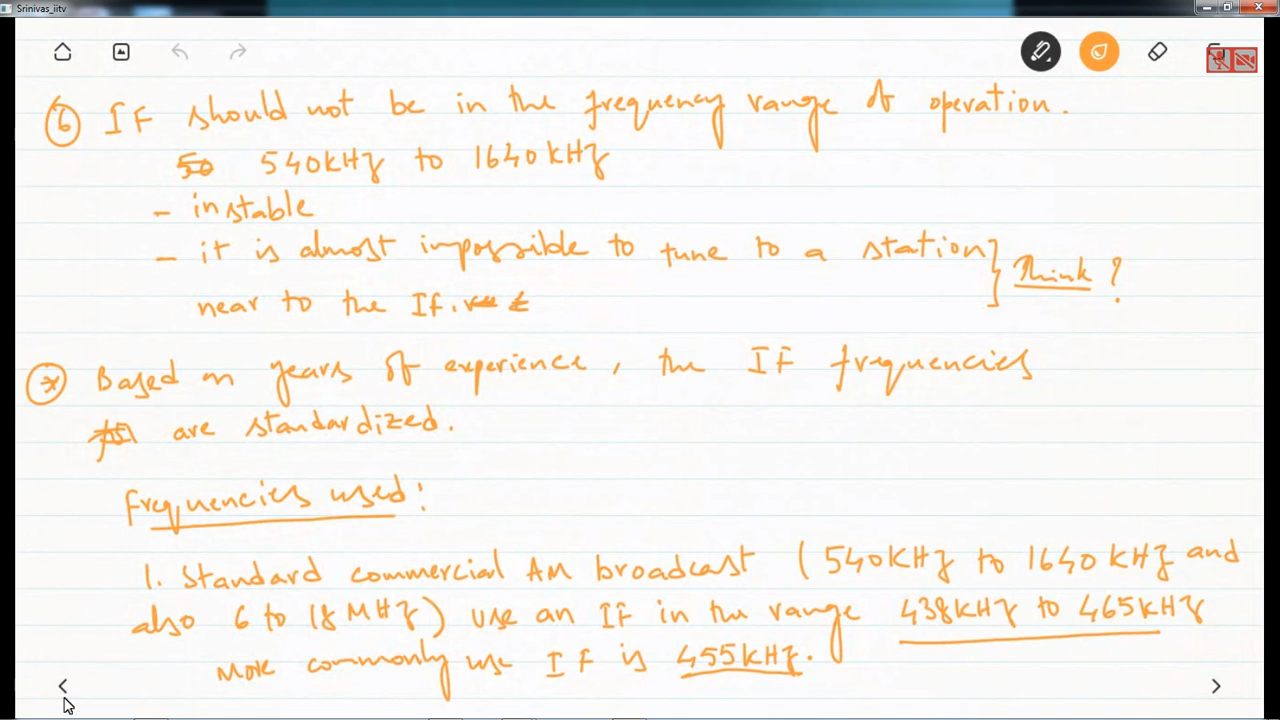 Srinivas_iitv
6 IF should not be in the frequency range of operation.
50 540KHz to 1640KHz
- instable
- it is almost impossible to tune to a station } Think ?
near to the If.
* Based on years of experience, the IF frequencies
are standardized.
Frequencies used:
1. Standard commercial AM broadcast (540KHz to 1640KHz and
also 6 to 18 MHz) use an IF in the range 438KHz to 465KHz
More commonly use IF is 455KHz.